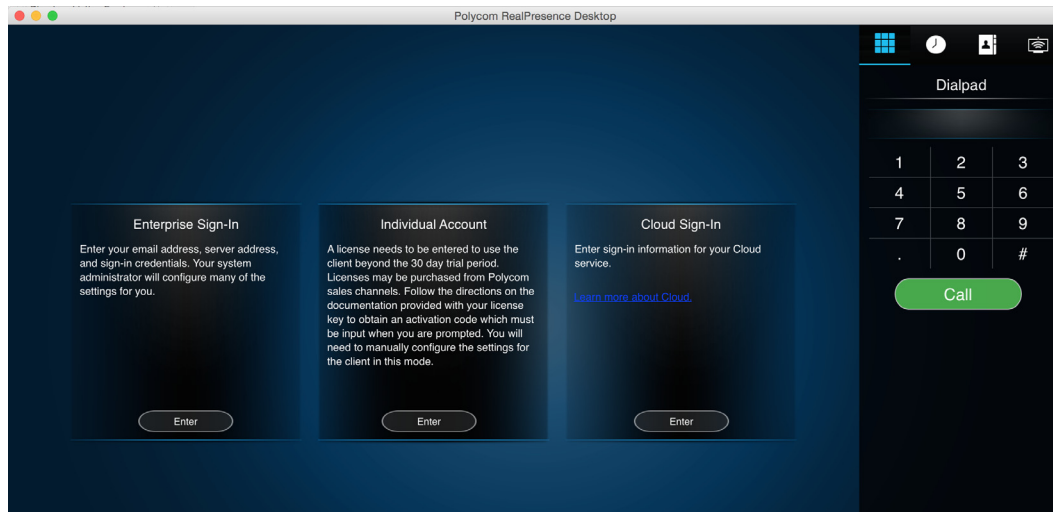 Polycom RealPresence Desktop
Dialpad
1 2 3
4 5 6
7 8 9
. 0 #
Call
Enterprise Sign-In
Enter your email address, server address,
and sign-in credentials. Your system
administrator will configure many of the
settings for you.
Enter
Individual Account
A license needs to be entered to use the
client beyond the 30 day trial period.
Licenses may be purchased from Polycom
sales channels. Follow the directions on the
documentation provided with your license
key to obtain an activation code which must
be input when you are prompted. You will
need to manually configure the settings for
the client in this mode.
Enter
Cloud Sign-In
Enter sign-in information for your Cloud
service.
Learn more about Cloud.
Enter